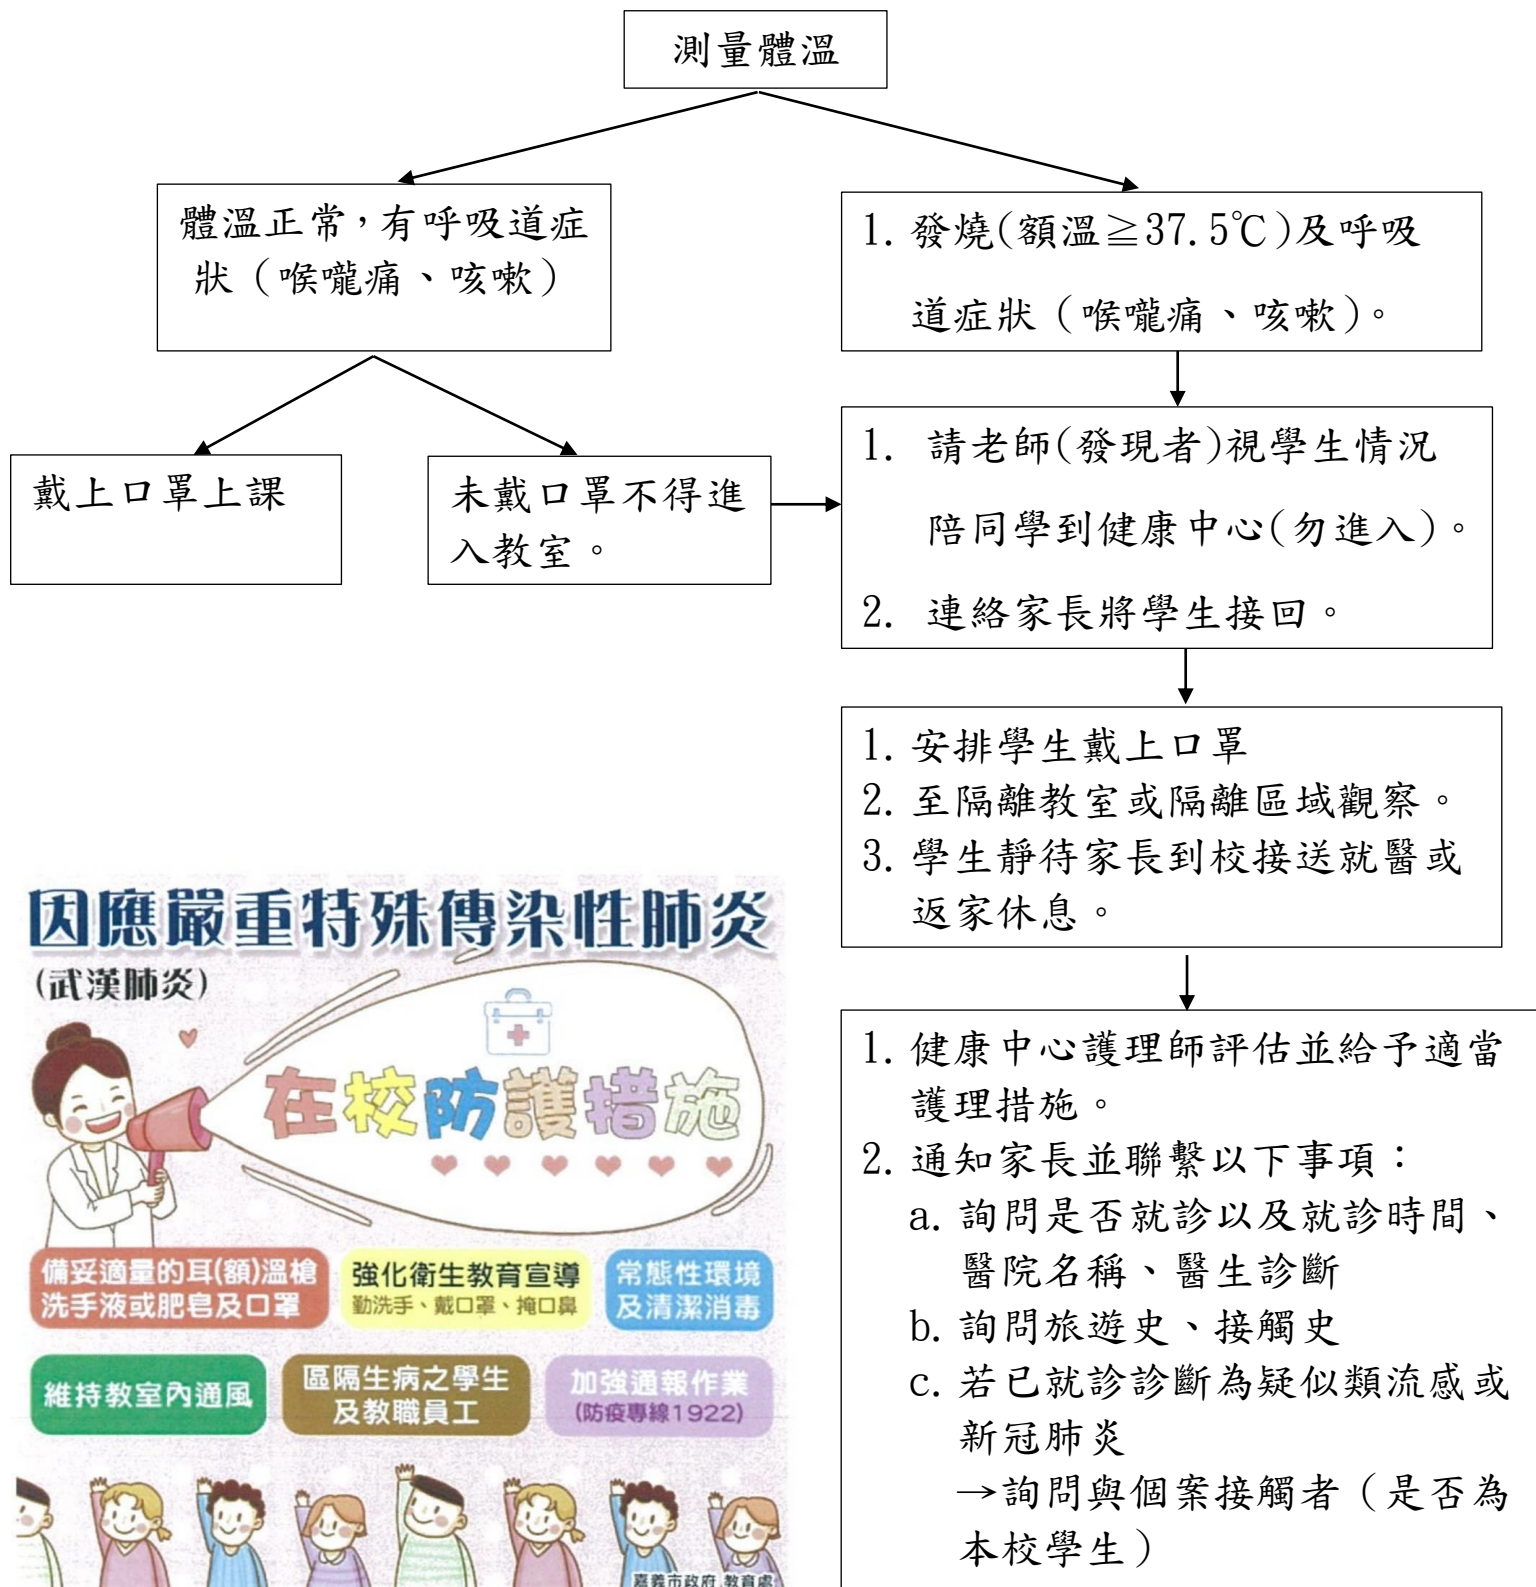 測量體溫
體溫正常，有呼吸道症
狀（喉嚨痛、咳嗽）
1. 發燒(額溫≧37.5℃)及呼吸
道症狀（喉嚨痛、咳嗽）。
戴上口罩上課
未戴口罩不得進
入教室。
1. 請老師(發現者)視學生情況
陪同學到健康中心(勿進入)。
2. 連絡家長將學生接回。
1. 安排學生戴上口罩
2. 至隔離教室或隔離區域觀察。
3. 學生靜待家長到校接送就醫或
返家休息。
1. 健康中心護理師評估並給予適當
護理措施。
2. 通知家長並聯繫以下事項：
a. 詢問是否就診以及就診時間、
醫院名稱、醫生診斷
b. 詢問旅遊史、接觸史
c. 若已就診診斷為疑似類流感或
新冠肺炎
→詢問與個案接觸者（是否為
本校學生）
因應嚴重特殊傳染性肺炎
(武漢肺炎)
在校防護措施
備妥適量的耳(額)溫槍
洗手液或肥皂及口罩
強化衛生教育宣導
勤洗手、戴口罩、掩口鼻
常態性環境
及清潔消毒
維持教室內通風
區隔生病之學生
及教職員工
加強通報作業
(防疫專線1922)
嘉義市政府 教育處